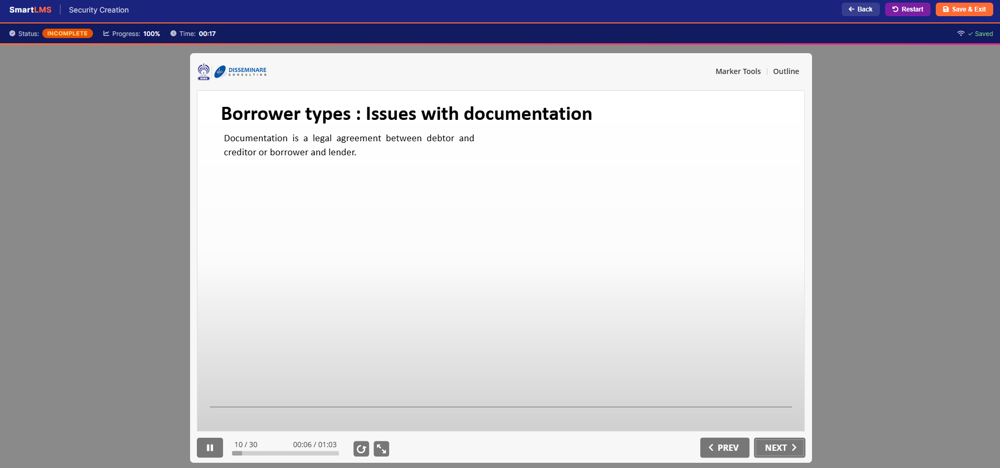 SmartLMS
Security Creation
Back
Restart
Save & Exit
Status: INCOMPLETE
Progress: 100%
Time: 00:17
Saved
BIRD
dc
DISSEMINARE
CONSULTING
Marker Tools
Outline
Borrower types : Issues with documentation
Documentation is a legal agreement between debtor and
creditor or borrower and lender.
10 / 30
00:06 / 01:03
PREV
NEXT